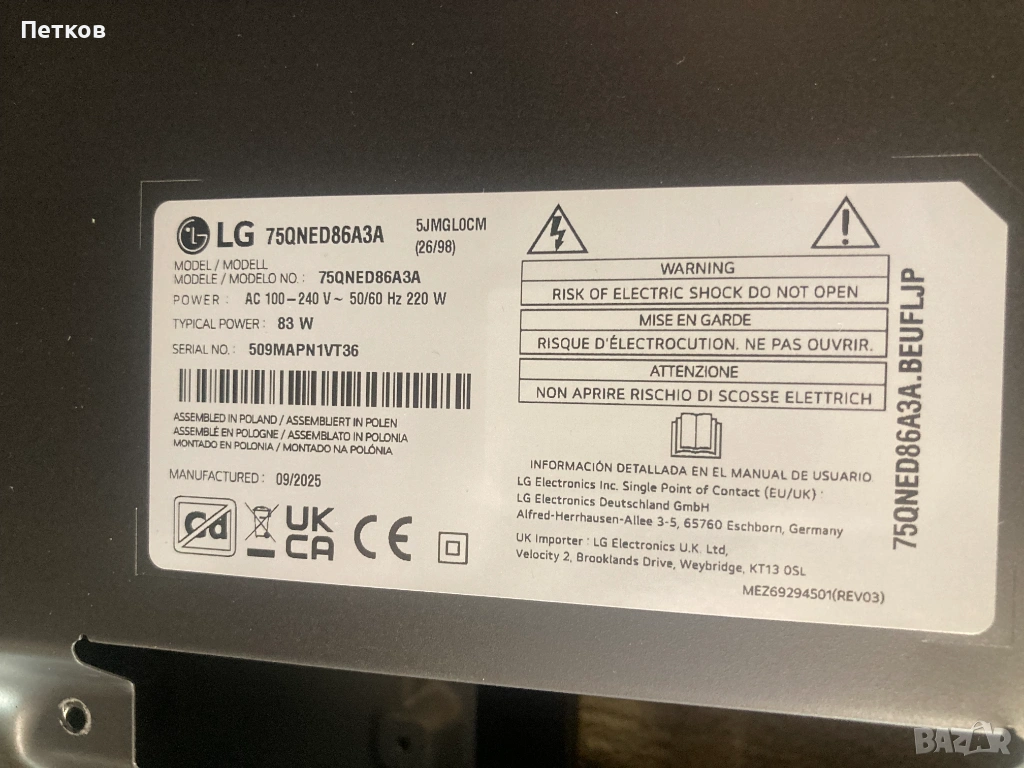 Петков
LG 75QNED86A3A
5JMGL0CM
(26/98)
MODEL / MODELL
MODELE / MODELO NO. : 75QNED86A3A
POWER : AC 100–240 V~ 50/60 Hz 220 W
TYPICAL POWER : 83 W
SERIAL NO. : 509MAPN1VT36
ASSEMBLED IN POLAND / ASSEMBLIERT IN POLEN
ASSEMBLÉ EN POLOGNE / ASSEMBLATO IN POLONIA
MONTADO EN POLONIA / MONTADO NA POLÓNIA
MANUFACTURED : 09/2025
Cd
UK
CA
CE
WARNING
RISK OF ELECTRIC SHOCK DO NOT OPEN
MISE EN GARDE
RISQUE D'ÉLECTROCUTION. NE PAS OUVRIR.
ATTENZIONE
NON APRIRE RISCHIO DI SCOSSE ELETTRICH
INFORMACIÓN DETALLADA EN EL MANUAL DE USUARIO
LG Electronics Inc. Single Point of Contact (EU/UK) :
LG Electronics Deutschland GmbH
Alfred-Herrhausen-Allee 3-5, 65760 Eschborn, Germany
UK Importer : LG Electronics U.K. Ltd,
Velocity 2, Brooklands Drive, Weybridge, KT13 0SL
MEZ69294501(REV03)
75QNED86A3A.BEUFLJP
BAZAR